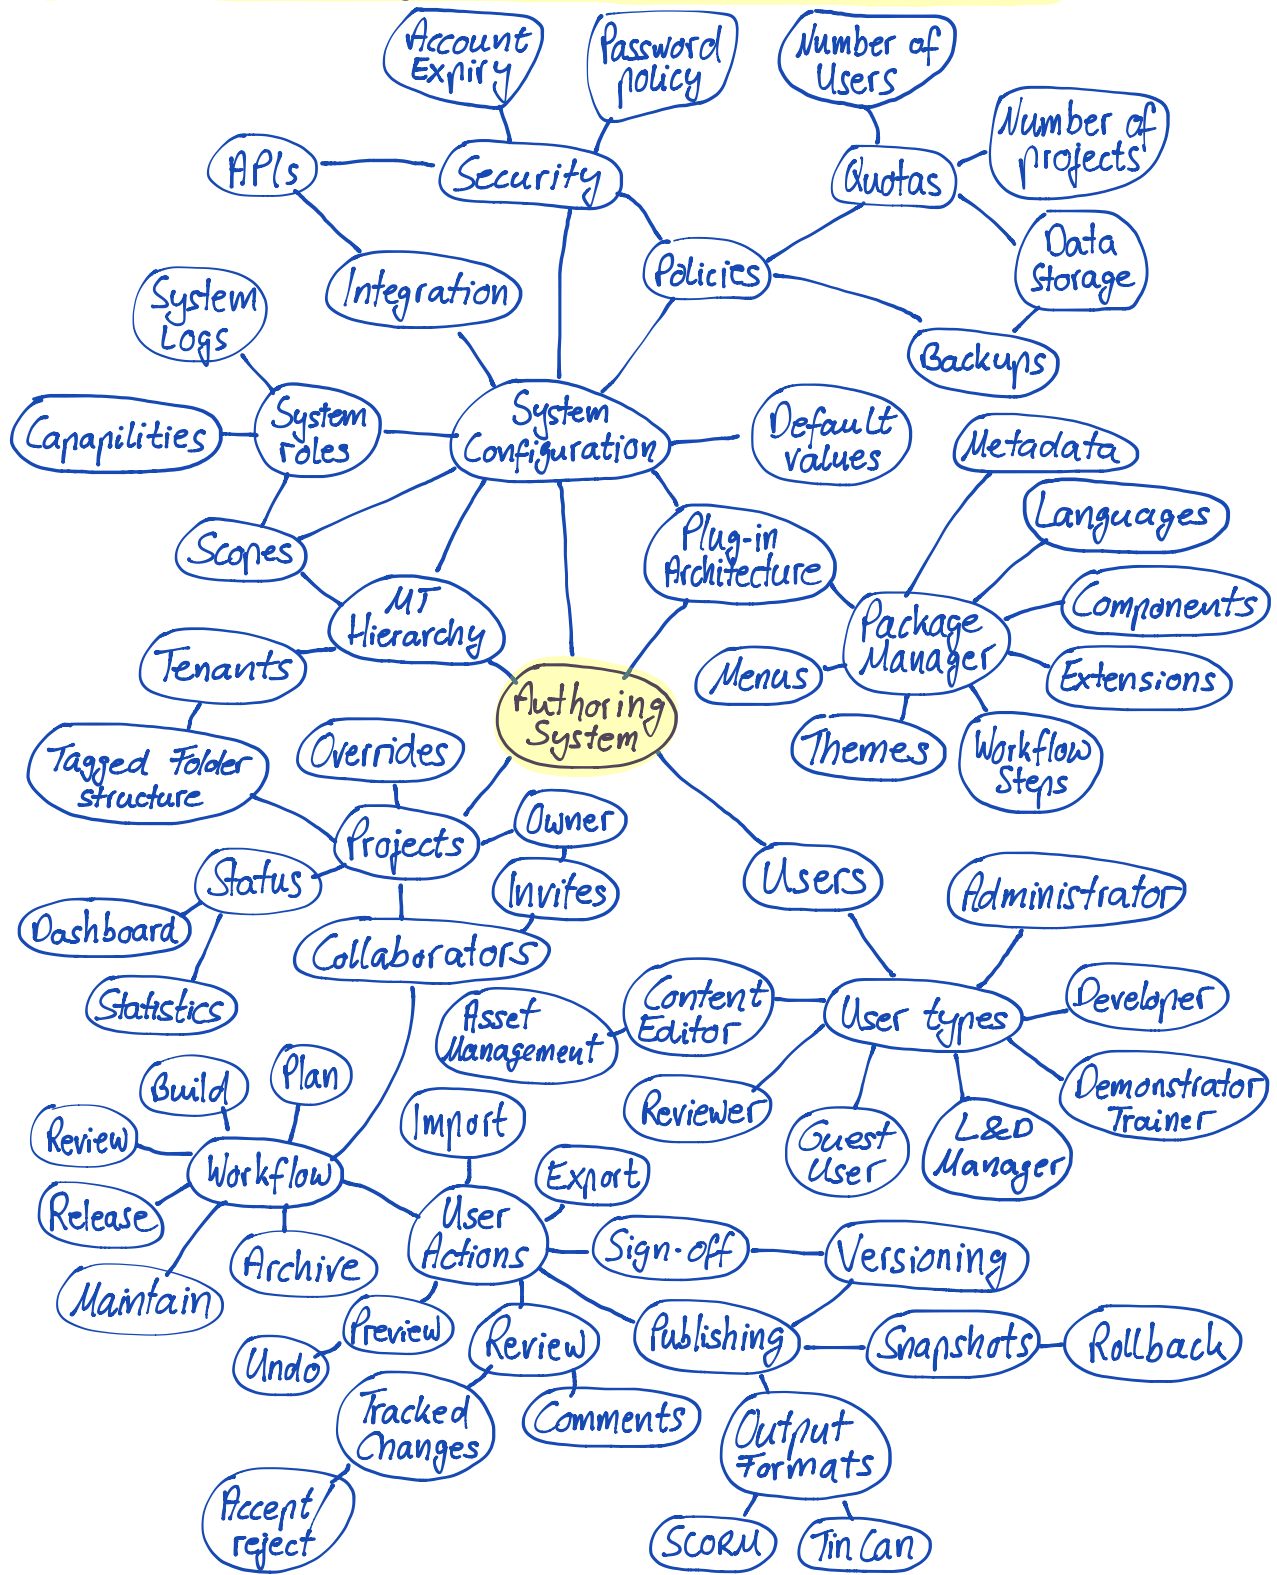 Account
Expiry
Password
policy
Number of
Users
Number of
projects
APIs
Security
Quotas
Data
Storage
Policies
Integration
System
Logs
Backups
Capapilities
System
roles
System
Configuration
Default
values
Metadata
Languages
Scopes
Plug-in
Architecture
Components
MT
Hierarchy
Package
Manager
Tenants
Menus
Extensions
Authoring
System
Themes
Workflow
Steps
Tagged Folder
structure
Overrides
Projects
Owner
Status
Invites
Users
Administrator
Dashboard
Collaborators
Statistics
Asset
Management
Content
Editor
User types
Developer
Plan
Build
Review
Import
Reviewer
Guest
User
L&D
Manager
Demonstrator
Trainer
Workflow
Export
Release
User
Actions
Sign-off
Versioning
Archive
Maintain
Preview
Review
Publishing
Snapshots
Rollback
Undo
Tracked
Changes
Comments
Output
Formats
Accept
reject
SCORM
Tin Can